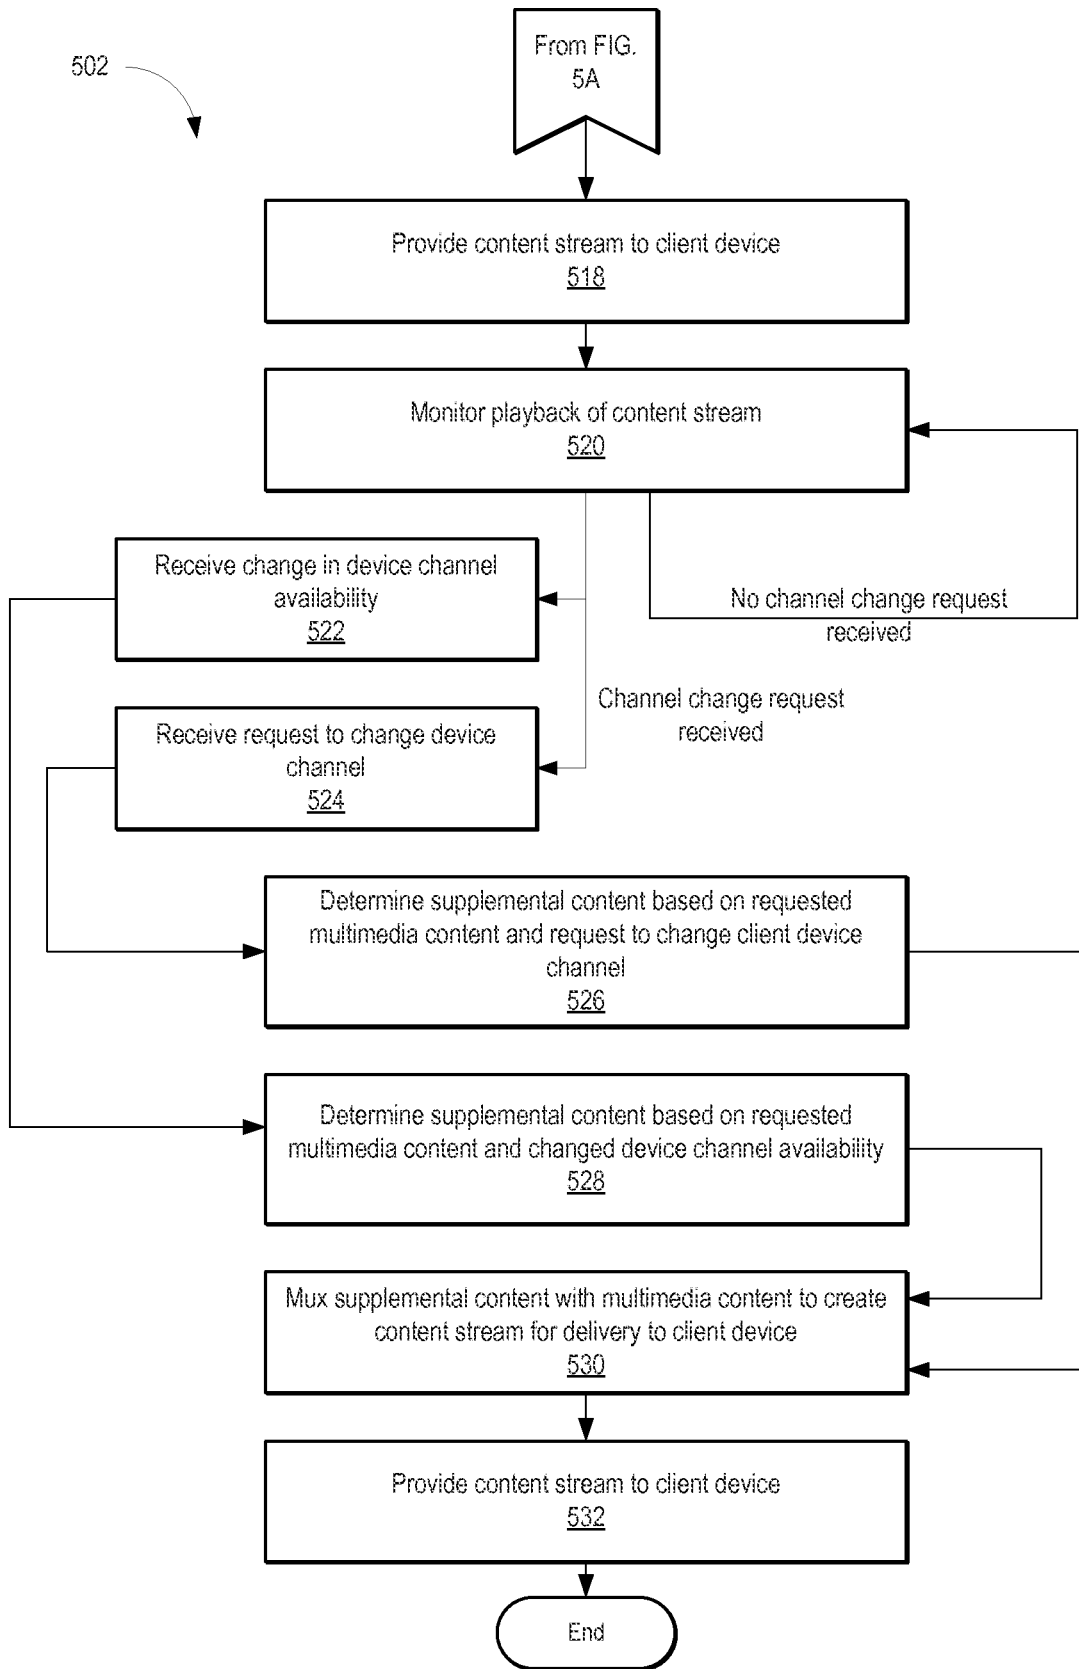 502
From FIG.
5A
Provide content stream to client device
518
Monitor playback of content stream
520
Receive change in device channel
availability
522
No channel change request
received
Channel change request
received
Receive request to change device
channel
524
Determine supplemental content based on requested
multimedia content and request to change client device
channel
526
Determine supplemental content based on requested
multimedia content and changed device channel availability
528
Mux supplemental content with multimedia content to create
content stream for delivery to client device
530
Provide content stream to client device
532
End